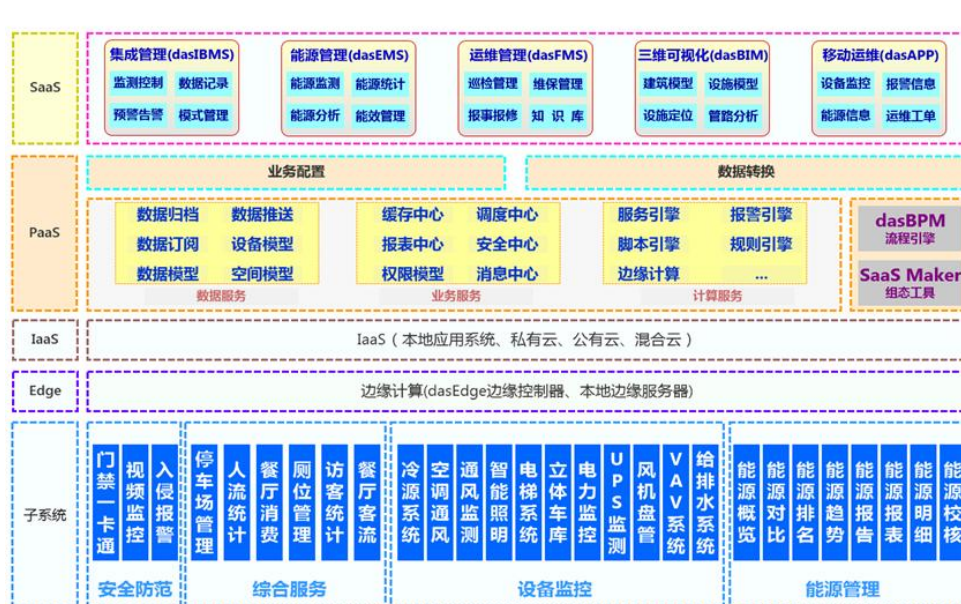 SaaS
集成管理(dasIBMS)
监测控制 数据记录
预警告警 模式管理
能源管理(dasEMS)
能源监测 能源统计
能源分析 能效管理
运维管理(dasFMS)
巡检管理 维保管理
报事报修 知 识 库
三维可视化(dasBIM)
建筑模型 设施模型
设施定位 管路分析
移动运维(dasAPP)
设备监控 报警信息
能源信息 运维工单
PaaS
业务配置
数据转换
数据归档 数据推送
数据订阅 设备模型
数据模型 空间模型
数据服务
缓存中心 调度中心
报表中心 安全中心
权限模型 消息中心
业务服务
服务引擎 报警引擎
脚本引擎 规则引擎
边缘计算 ...
计算服务
dasBPM
流程引擎
SaaS Maker
组态工具
IaaS
IaaS（本地应用系统、私有云、公有云、混合云）
Edge
边缘计算(dasEdge边缘控制器、本地边缘服务器)
子系统
门禁一卡通
视频监控
入侵报警
安全防范
停车场管理
人流统计
餐厅消费
厕位管理
访客统计
餐厅客流
综合服务
冷源系统
空调通风
通风监测
智能照明
电梯系统
立体车库
电力监控
UPS监测
风机盘管
VAV系统
给排水系统
设备监控
能源概览
能源对比
能源排名
能源趋势
能源报告
能源报表
能源明细
能源校核
能源管理